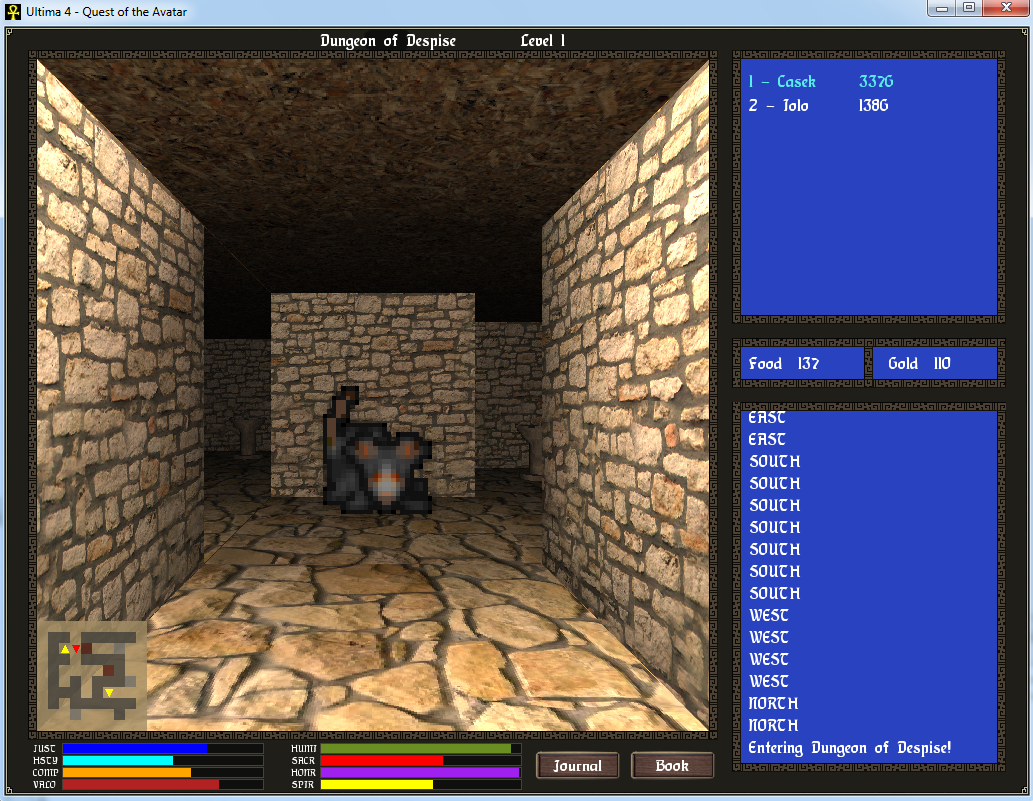 Ultima 4 - Quest of the Avatar
Dungeon of Despise Level 1
1 - Casek 337G
2 - Iolo 138G
Food 137 Gold 110
EAST
EAST
SOUTH
SOUTH
SOUTH
SOUTH
SOUTH
SOUTH
SOUTH
WEST
WEST
WEST
WEST
NORTH
NORTH
Entering Dungeon of Despise!
JUST
HSTY
COMP
VALO
HUMI
SACR
HONR
SPIR
Journal Book